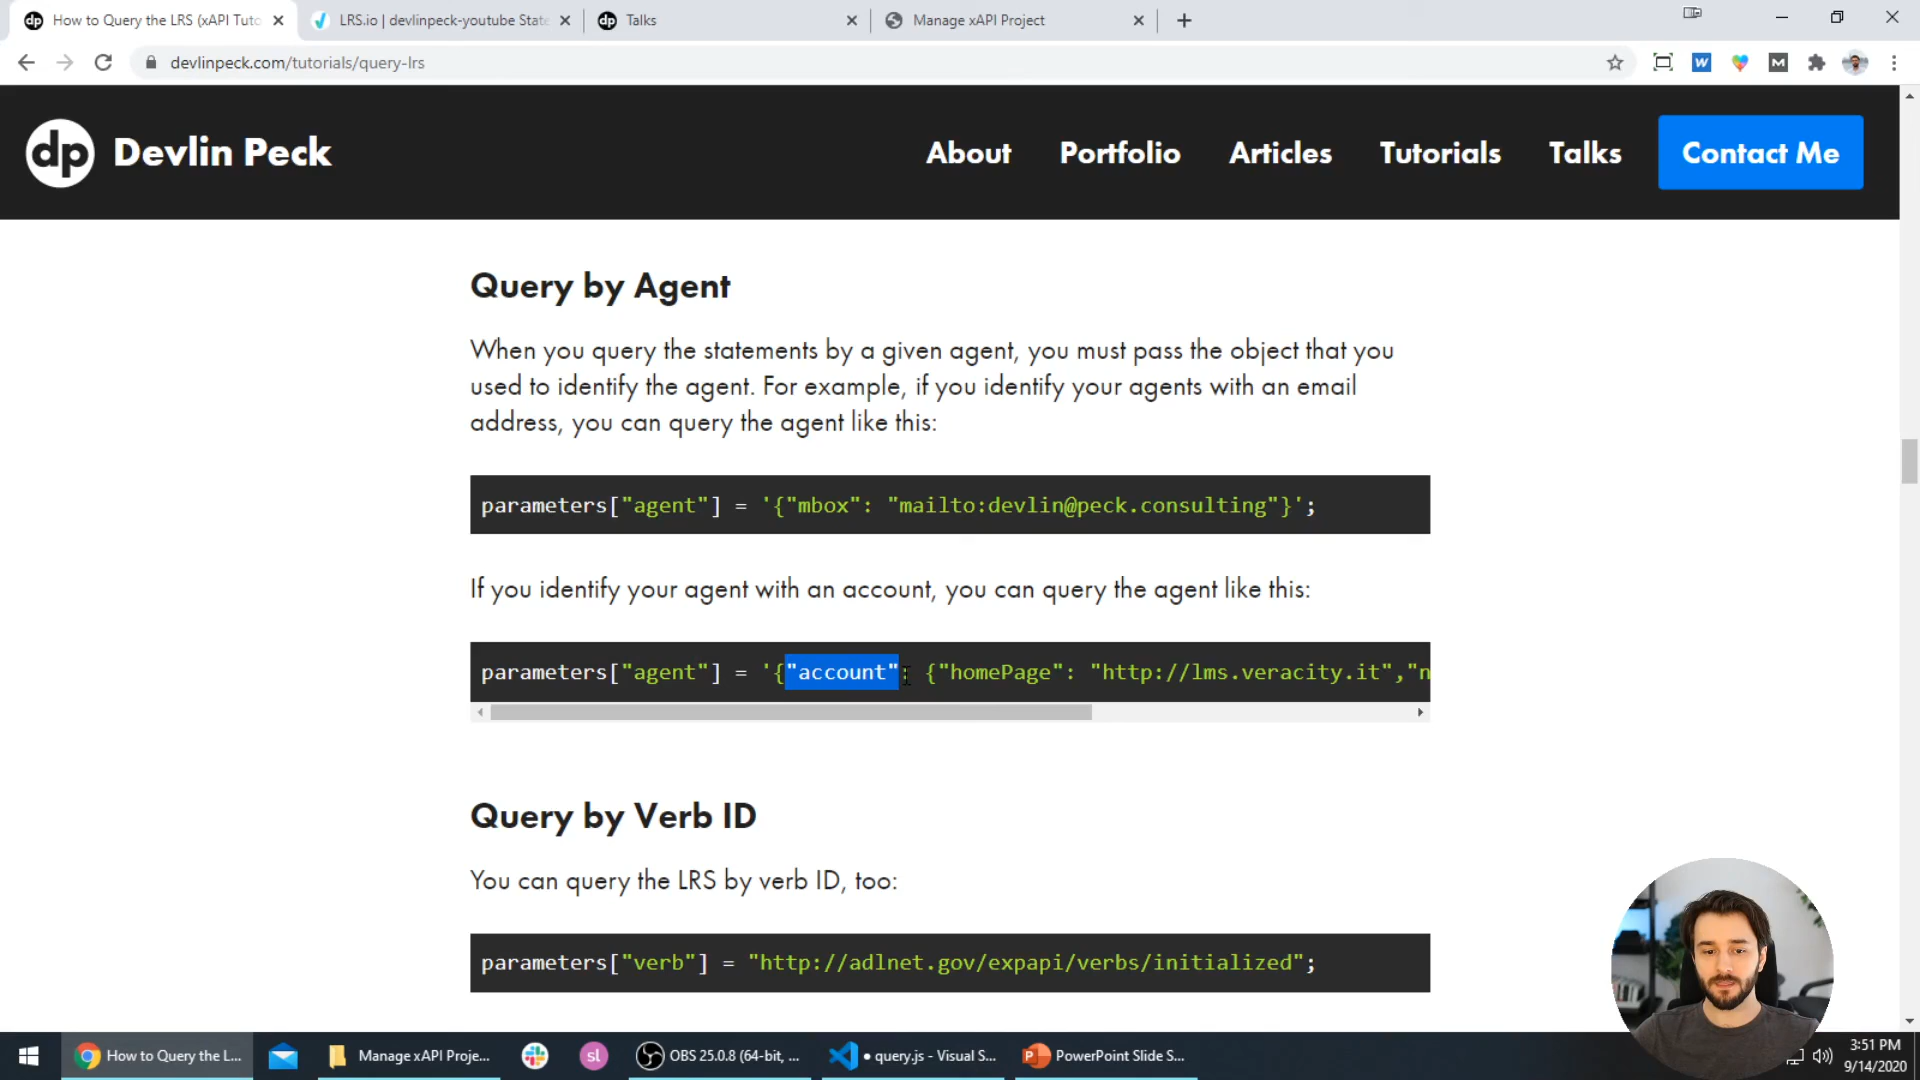 How to Query the LRS (xAPI Tuto
LRS.io | devlinpeck-youtube State
Talks
Manage xAPI Project
devlinpeck.com/tutorials/query-lrs
dp Devlin Peck
About
Portfolio
Articles
Tutorials
Talks
Contact Me
Query by Agent
When you query the statements by a given agent, you must pass the object that you
used to identify the agent. For example, if you identify your agents with an email
address, you can query the agent like this:
parameters["agent"] = '{"mbox": "mailto:devlin@peck.consulting"}';
If you identify your agent with an account, you can query the agent like this:
parameters["agent"] = '{"account": {"homePage": "http://lms.veracity.it","n
Query by Verb ID
You can query the LRS by verb ID, too:
parameters["verb"] = "http://adlnet.gov/expapi/verbs/initialized";
How to Query the L...
Manage xAPI Proje...
sl
OBS 25.0.8 (64-bit, ...
● query.js - Visual S...
PowerPoint Slide S...
3:51 PM
9/14/2020